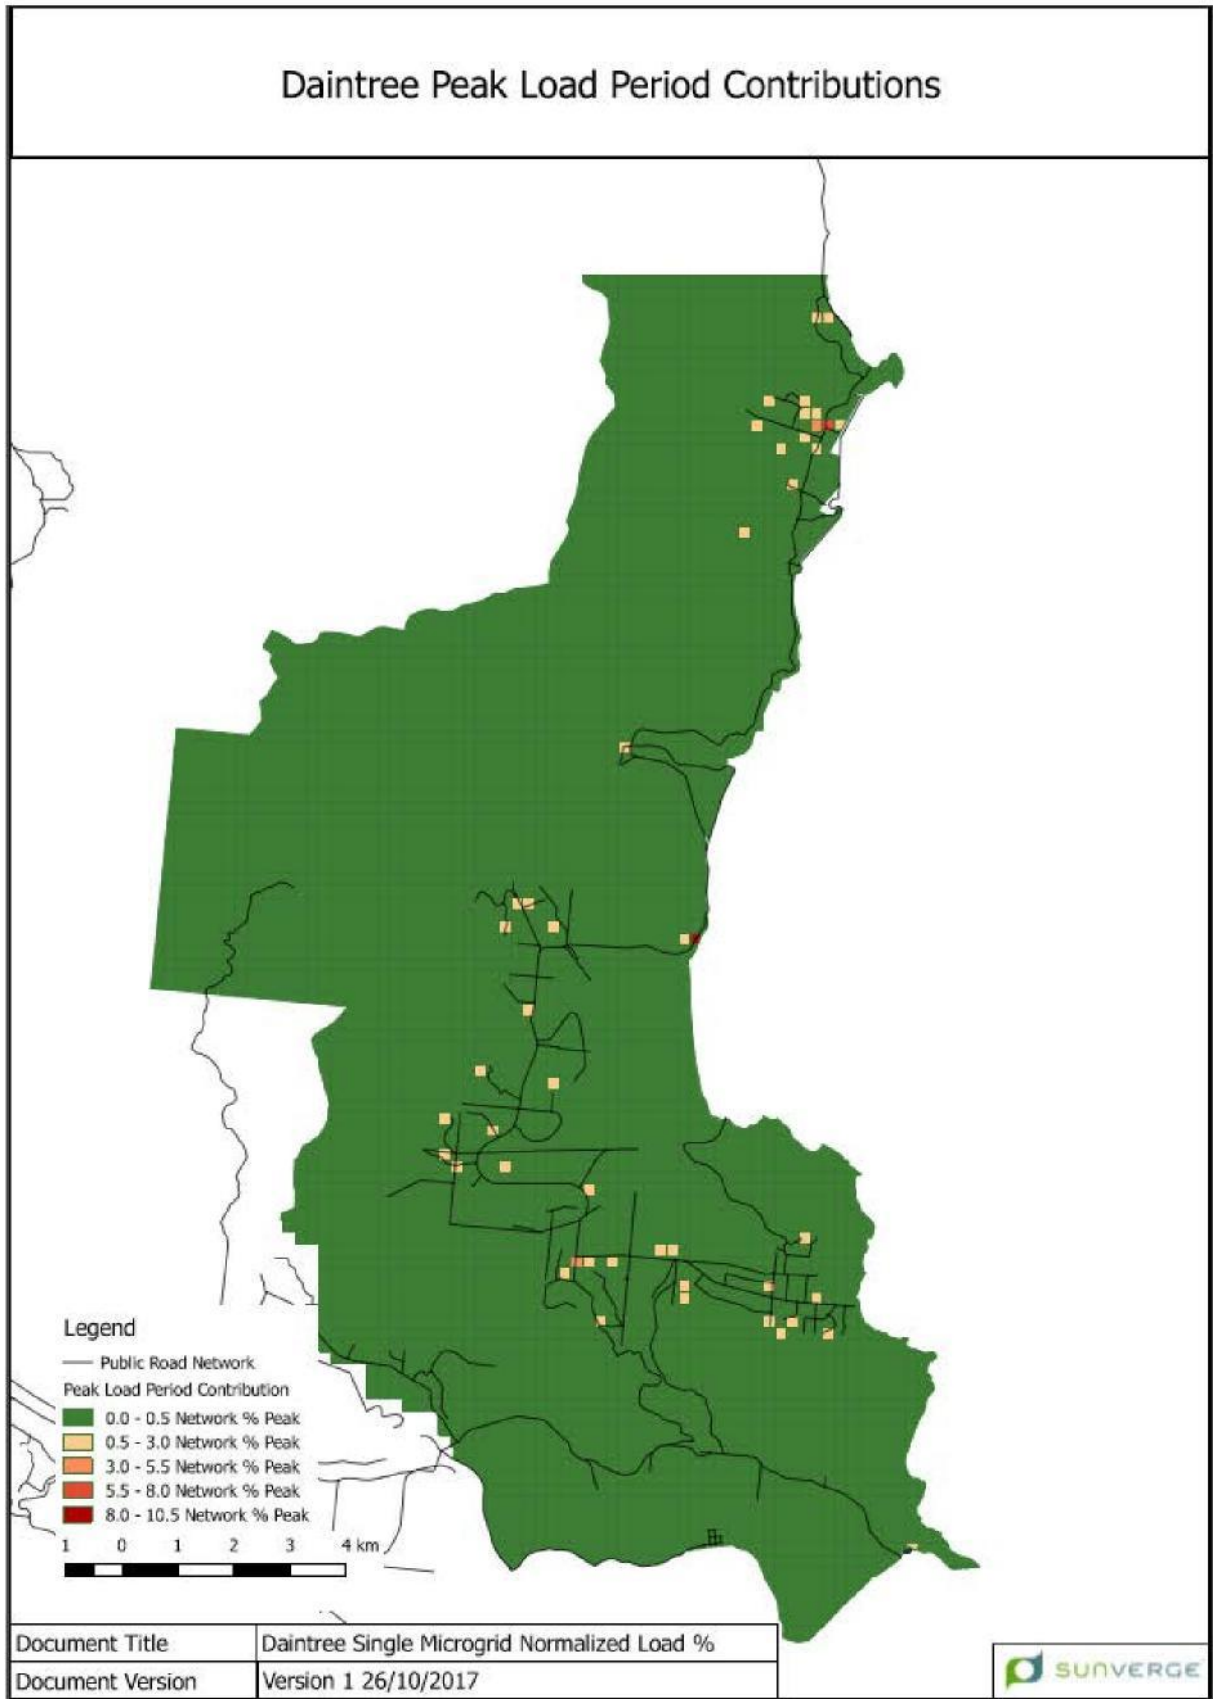 Daintree Peak Load Period Contributions
Legend
Public Road Network
Peak Load Period Contribution
0.0 - 0.5 Network % Peak
0.5 - 3.0 Network % Peak
3.0 - 5.5 Network % Peak
5.5 - 8.0 Network % Peak
8.0 - 10.5 Network % Peak
1 0 1 2 3 4 km
Document Title Daintree Single Microgrid Normalized Load %
Document Version Version 1 26/10/2017
SUNVERGE